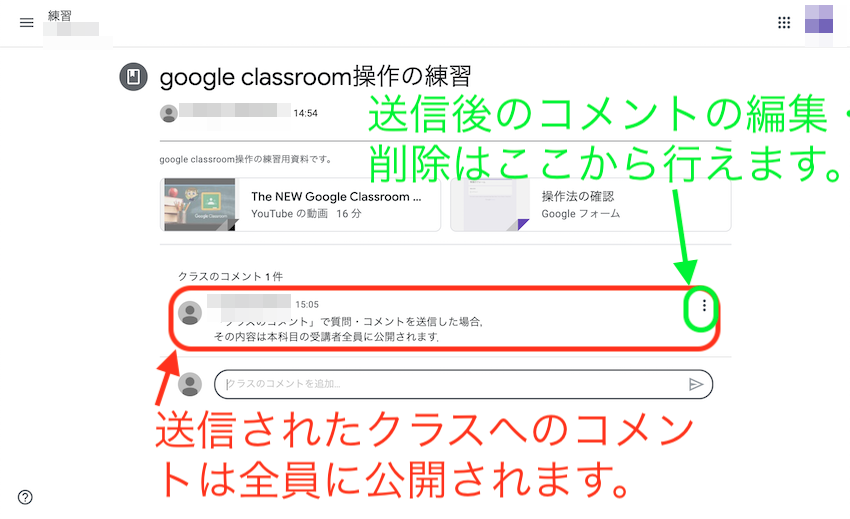 練習
google classroom操作の練習
14:54
送信後のコメントの編集・
削除はここから行えます。
google classroom操作の練習用資料です。
The NEW Google Classroom ...
YouTube の動画 16 分
操作法の確認
Google フォーム
クラスのコメント 1 件
15:05
「クラスのコメント」で質問・コメントを送信した場合,
その内容は本科目の受講者全員に公開されます.
クラスのコメントを追加...
送信されたクラスへのコメン
トは全員に公開されます。